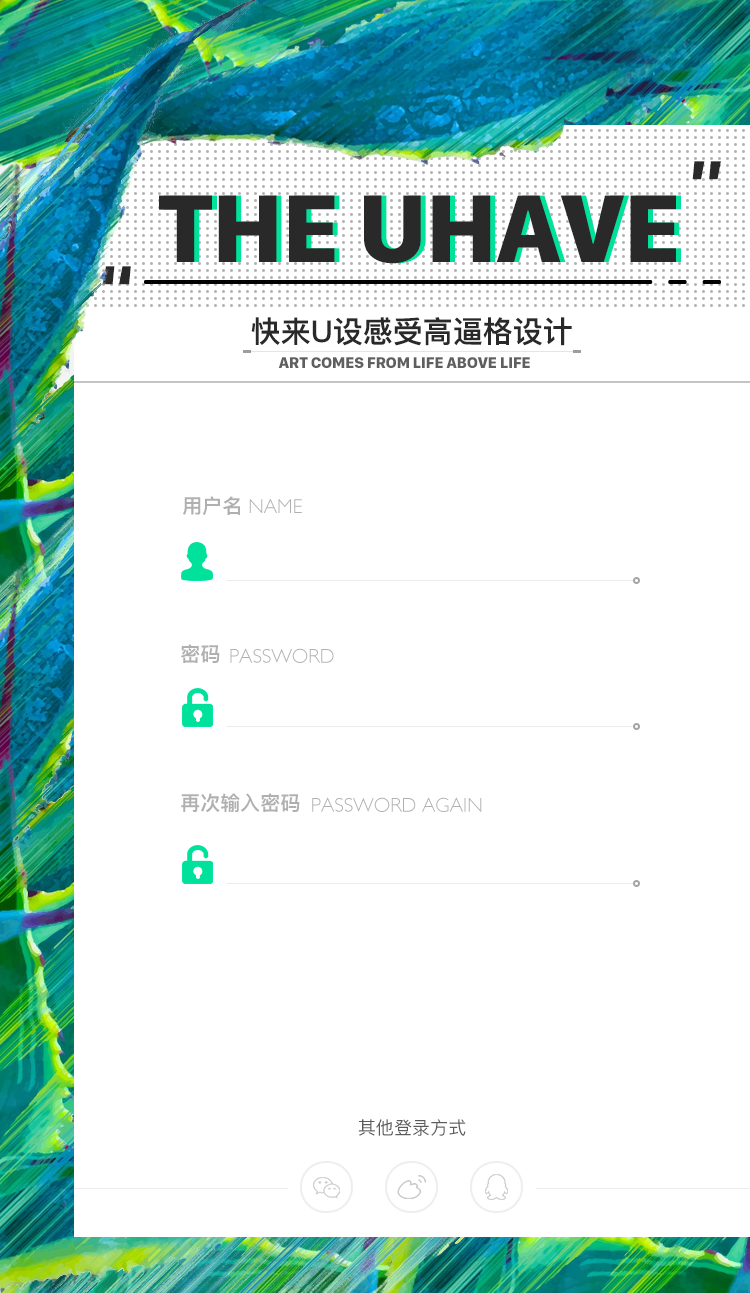 "
THE UHAVE
"
快来U设感受高逼格设计
ART COMES FROM LIFE ABOVE LIFE
用户名 NAME
密码 PASSWORD
再次输入密码 PASSWORD AGAIN
其他登录方式